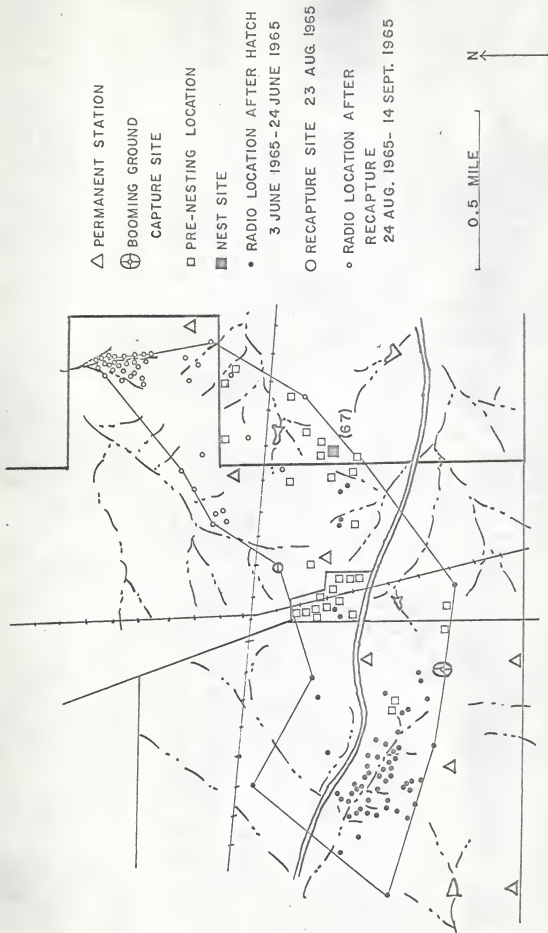 △ PERMANENT STATION
BOOMING GROUND
CAPTURE SITE
□ PRE-NESTING LOCATION
■ NEST SITE
• RADIO LOCATION AFTER HATCH
3 JUNE 1965-24 JUNE 1965
○ RECAPTURE SITE 23 AUG. 1965
∘ RADIO LOCATION AFTER
RECAPTURE
24 AUG. 1965- 14 SEPT. 1965
0.5 MILE
N
(67)